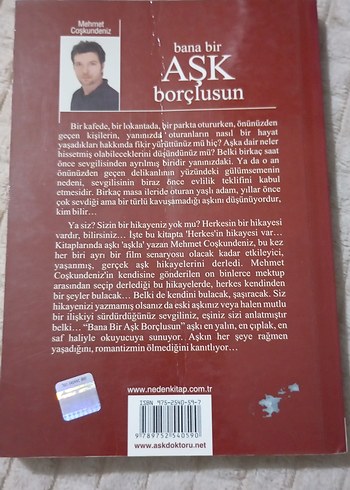 Mehmet
Coşkundeniz
bana bir
AŞK
borçlusun
Bir kafede, bir lokantada, bir parkta otururken, önünüzden
geçen kişilerin, yanınızda oturanların nasıl bir hayat
yaşadıkları hakkında fikir yürüttünüz mü hiç? Aşka dair neler
hissetmiş olabileceklerini düşündünüz mü? Belki birkaç saat
önce sevgilisinden ayrılmış biridir yanınızdaki. Ya da o an
önünüzden geçen delikanlının yüzündeki gülümsemenin
nedeni, sevgilisinin biraz önce evlilik teklifini kabul
etmesidir. Birkaç masa ileride oturan yaşlı adam, yıllar önce
çok sevdiği ama bir türlü kavuşamadığı aşkını düşünüyordur,
kim bilir…
Ya siz? Sizin bir hikayeniz yok mu? Herkesin bir hikayesi
vardır, bilirsiniz… İşte bu kitapta 'Herkes'in hikayesi var…
Kitaplarında aşkı 'aşkla' yazan Mehmet Coşkundeniz, bu kez
her biri ayrı bir film senaryosu olacak kadar etkileyici,
yaşanmış, gerçek aşk hikayelerini derledi. Mehmet
Coşkundeniz'in kendisine gönderilen on binlerce mektup
arasından seçip derlediği bu hikayelerde, herkes kendinden
bir şeyler bulacak… Belki de kendini bulacak, şaşıracak. Siz
hikayenizi yazmamış olsanız da eski aşkınız veya halen mutlu
bir ilişkiyi sürdürdüğünüz sevgiliniz, eşiniz sizi anlatmıştır
belki… "Bana Bir Aşk Borçlusun" aşkı en yalın, en çıplak, en
saf haliyle okuyucuya sunuyor. Aşkın her şeye rağmen
yaşadığını, romantizmin ölmediğini kanıtlıyor…
www.nedenkitap.com.tr
ISBN 975-2540-59-7
9789752540590
www.askdoktoru.net